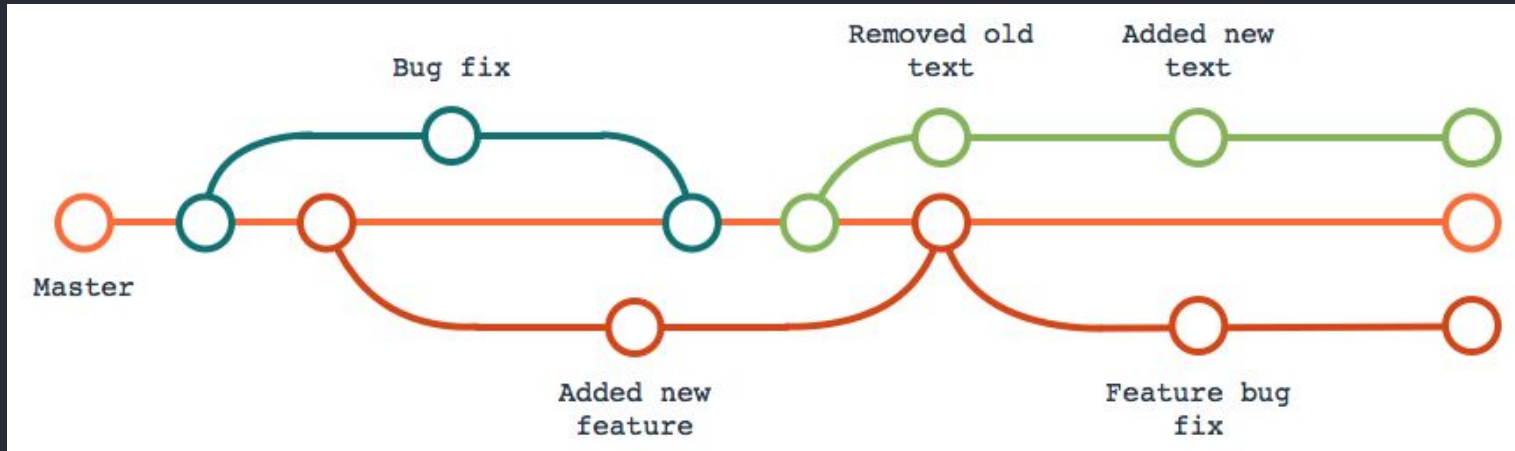 Removed old
text
Added new
text
Bug fix
Master
Added new
feature
Feature bug
fix